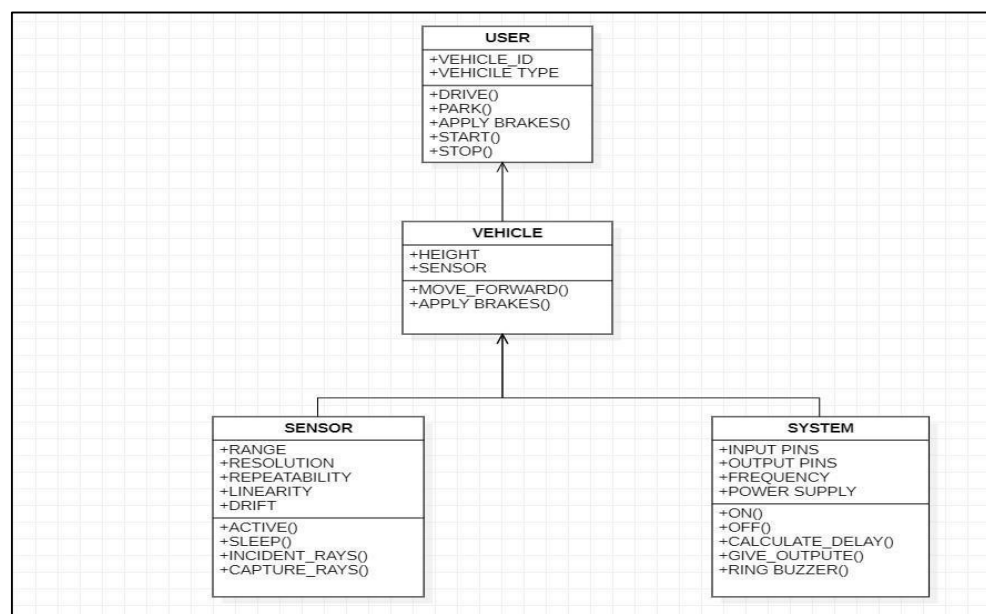 USER
+VEHICLE_ID
+VEHICILE TYPE
+DRIVE()
+PARK()
+APPLY BRAKES()
+START()
+STOP()
VEHICLE
+HEIGHT
+SENSOR
+MOVE_FORWARD()
+APPLY BRAKES()
SENSOR
+RANGE
+RESOLUTION
+REPEATABILITY
+LINEARITY
+DRIFT
+ACTIVE()
+SLEEP()
+INCIDENT_RAYS()
+CAPTURE_RAYS()
SYSTEM
+INPUT PINS
+OUTPUT PINS
+FREQUENCY
+POWER SUPPLY
+ON()
+OFF()
+CALCULATE_DELAY()
+GIVE_OUTPUTE()
+RING BUZZER()